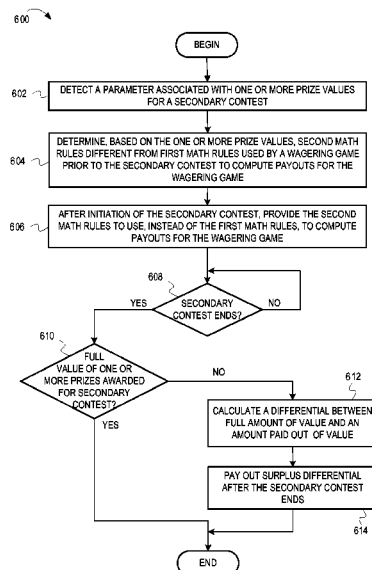 600
BEGIN
602
DETECT A PARAMETER ASSOCIATED WITH ONE OR MORE PRIZE VALUES
FOR A SECONDARY CONTEST
604
DETERMINE, BASED ON THE ONE OR MORE PRIZE VALUES, SECOND MATH
RULES DIFFERENT FROM FIRST MATH RULES USED BY A WAGERING GAME
PRIOR TO THE SECONDARY CONTEST TO COMPUTE PAYOUTS FOR THE
WAGERING GAME
606
AFTER INITIATION OF THE SECONDARY CONTEST, PROVIDE THE SECOND
MATH RULES TO USE, INSTEAD OF THE FIRST MATH RULES, TO COMPUTE
PAYOUTS FOR THE WAGERING GAME
608
YES
SECONDARY
CONTEST ENDS?
NO
610
FULL
VALUE OF ONE OR
MORE PRIZES AWARDED
FOR SECONDARY
CONTEST?
NO
YES
612
CALCULATE A DIFFERENTIAL BETWEEN
FULL AMOUNT OF VALUE AND AN
AMOUNT PAID OUT OF VALUE
PAY OUT SURPLUS DIFFERENTIAL
AFTER THE SECONDARY CONTEST
ENDS
614
END